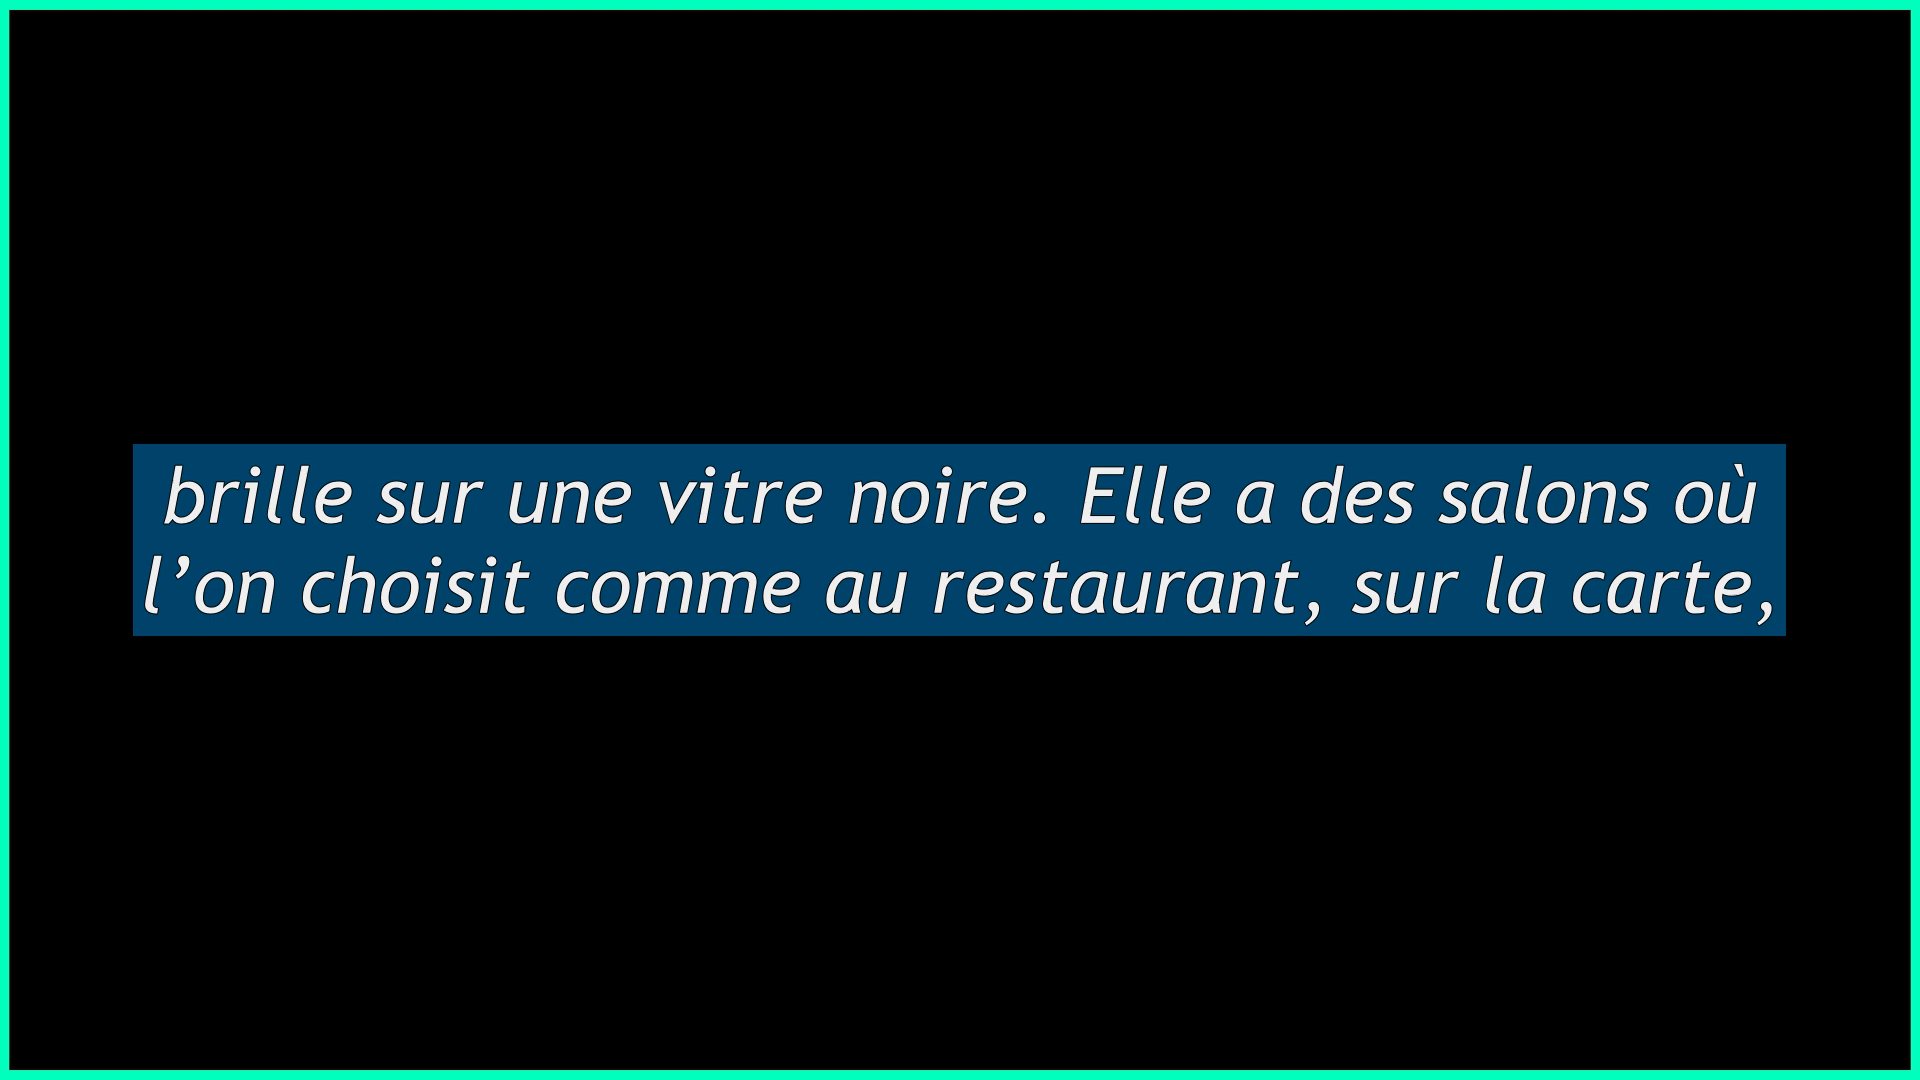 brille sur une vitre noire. Elle a des salons où
l’on choisit comme au restaurant, sur la carte,